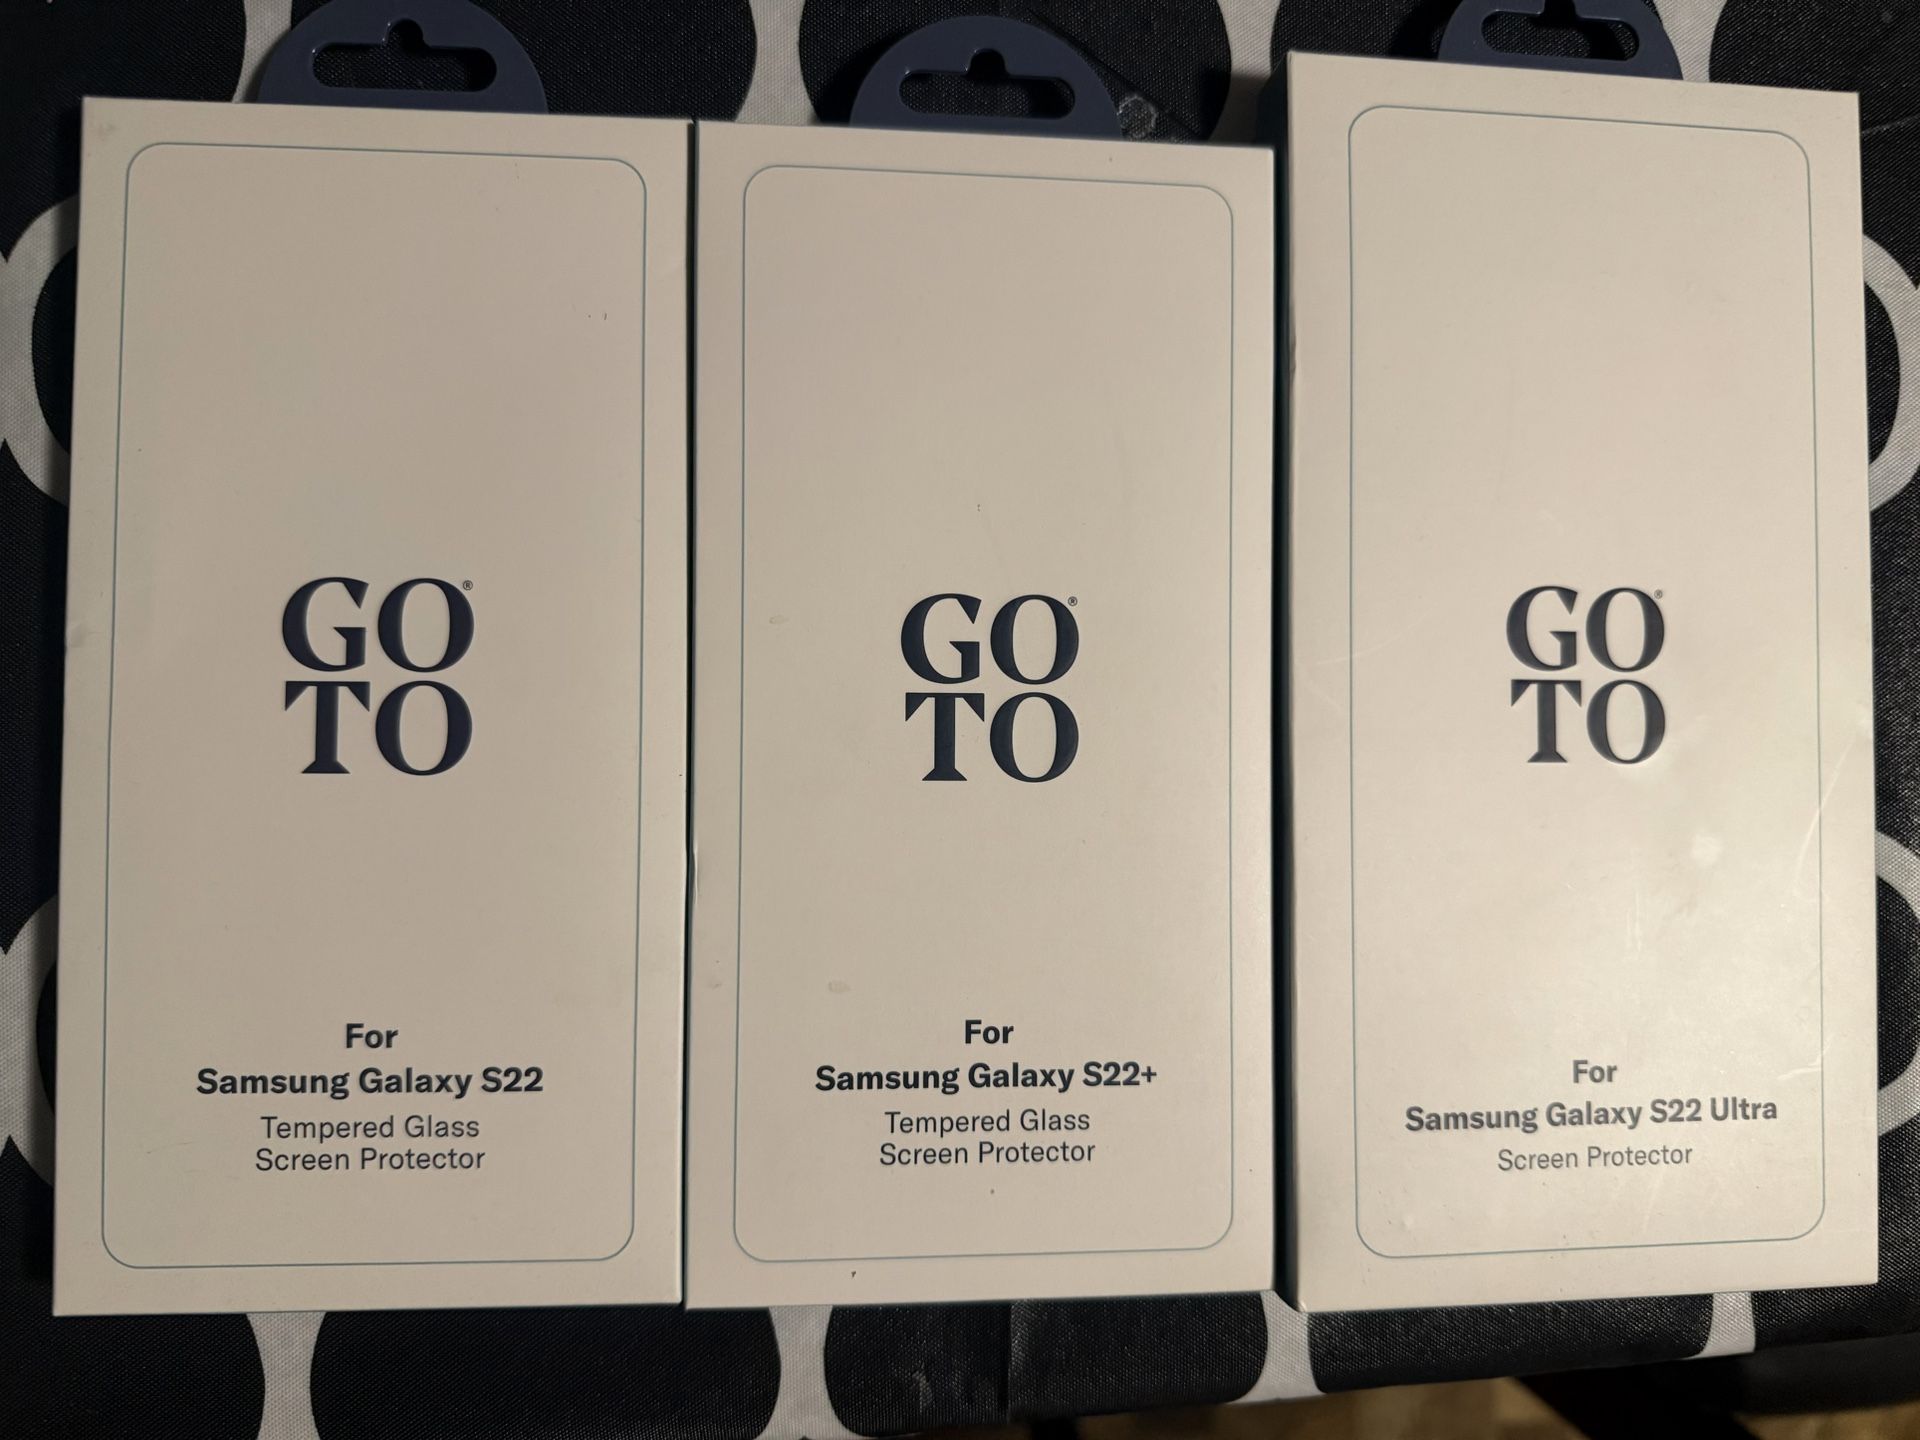 GO®
TO
For
Samsung Galaxy S22
Tempered Glass
Screen Protector
GO®
TO
For
Samsung Galaxy S22+
Tempered Glass
Screen Protector
GO®
TO
For
Samsung Galaxy S22 Ultra
Screen Protector